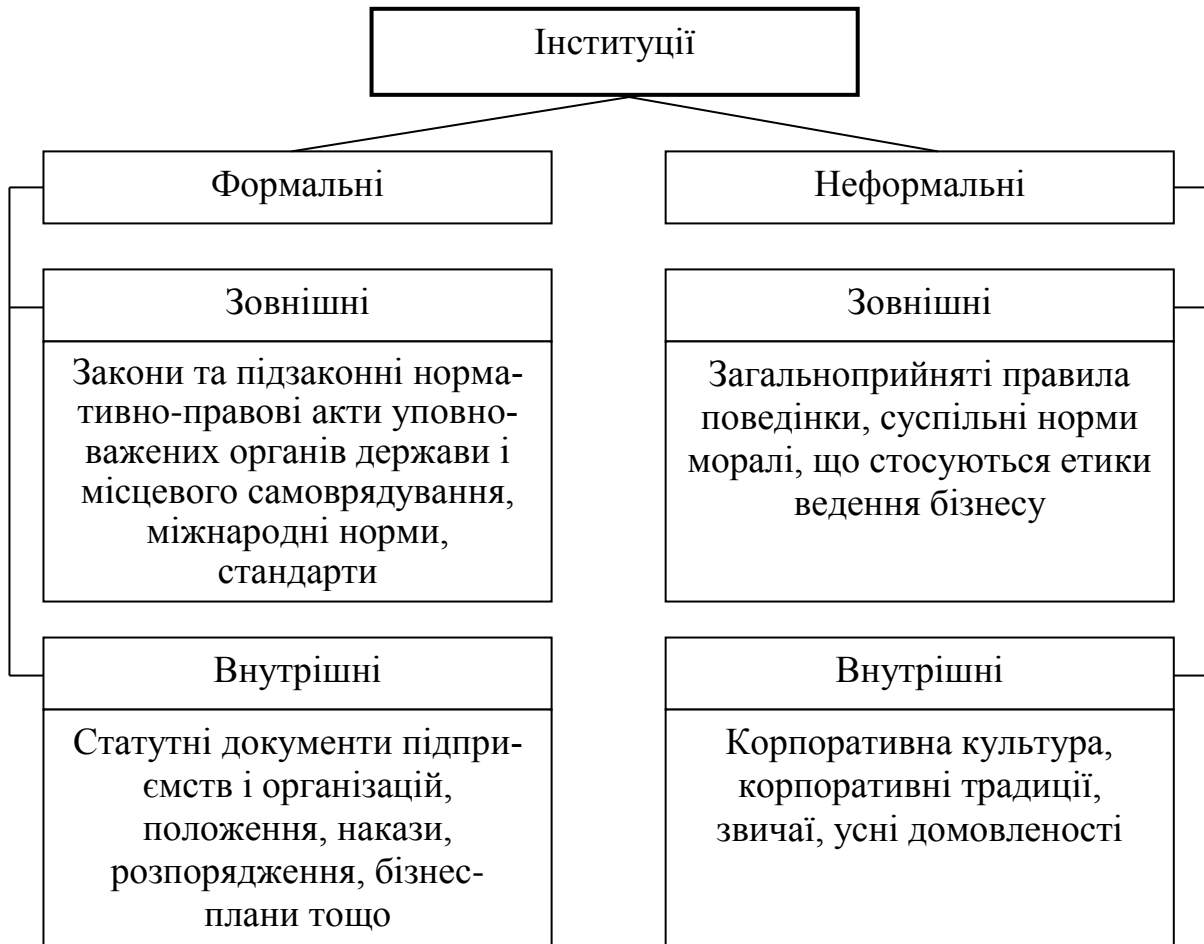 Інституції
Формальні
Зовнішні
Закони та підзаконні норма-
тивно-правові акти уповно-
важених органів держави і
місцевого самоврядування,
міжнародні норми,
стандарти
Внутрішні
Статутні документи підпри-
ємств і організацій,
положення, накази,
розпорядження, бізнес-
плани тощо
Неформальні
Зовнішні
Загальноприйняті правила
поведінки, суспільні норми
моралі, що стосуються етики
ведення бізнесу
Внутрішні
Корпоративна культура,
корпоративні традиції,
звичаї, усні домовленості